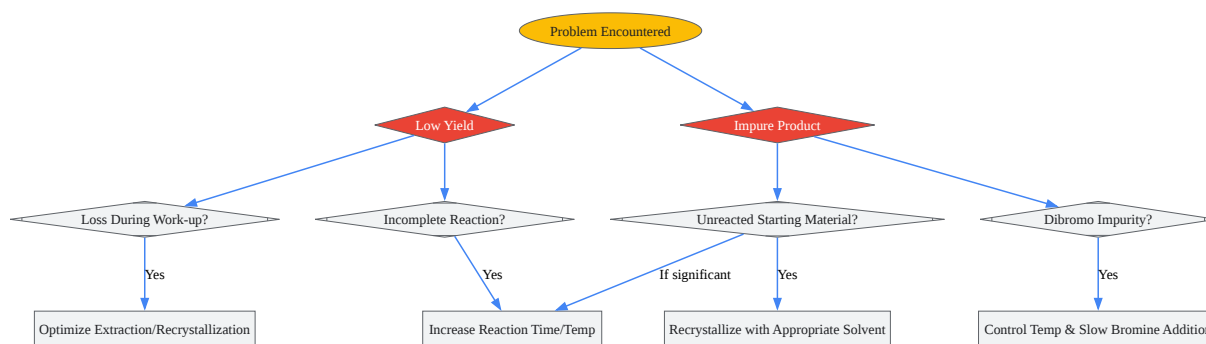 Problem Encountered
Low Yield
Impure Product
Loss During Work-up?
Incomplete Reaction?
Unreacted Starting Material?
Dibromo Impurity?
Yes
Yes
If significant
Yes
Yes
Optimize Extraction/Recrystallization
Increase Reaction Time/Temp
Recrystallize with Appropriate Solvent
Control Temp & Slow Bromine Addition